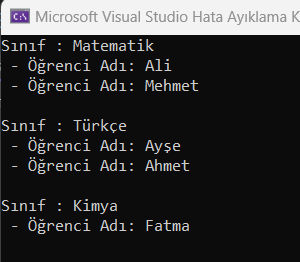 Microsoft Visual Studio Hata Ayıklama K
Sınıf : Matematik
- Öğrenci Adı: Ali
- Öğrenci Adı: Mehmet
Sınıf : Türkçe
- Öğrenci Adı: Ayşe
- Öğrenci Adı: Ahmet
Sınıf : Kimya
- Öğrenci Adı: Fatma